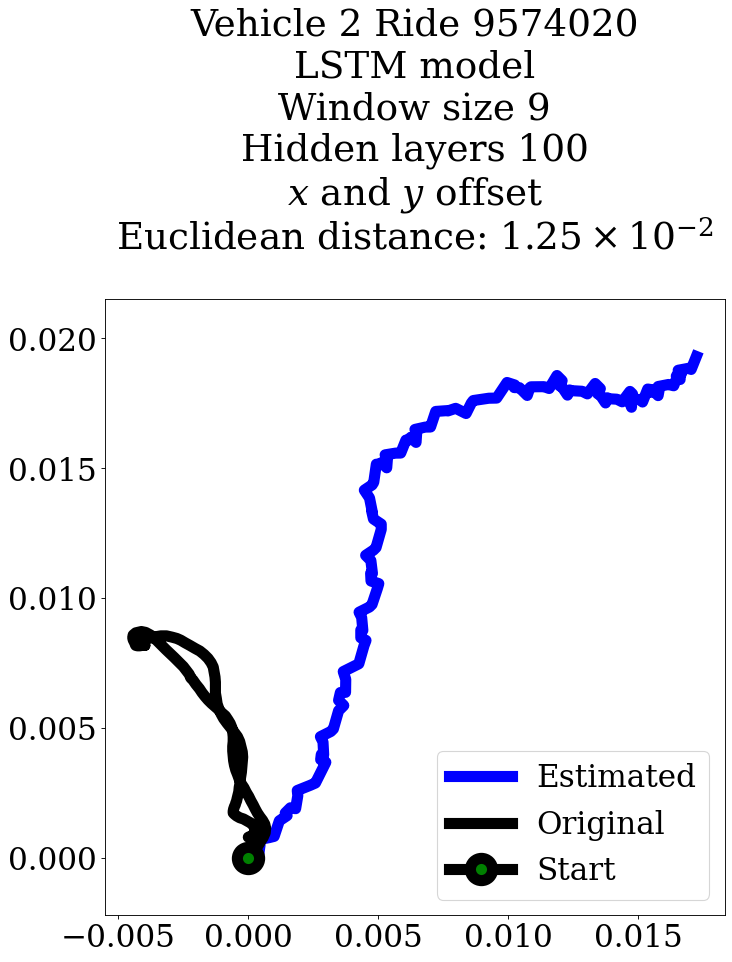 Vehicle 2 Ride 9574020
LSTM model
Window size 9
Hidden layers 100
x and y offset
Euclidean distance: 1.25 × 10⁻²
0.020
0.015
0.010
0.005
0.000
Estimated
Original
Start
−0.005 0.000 0.005 0.010 0.015